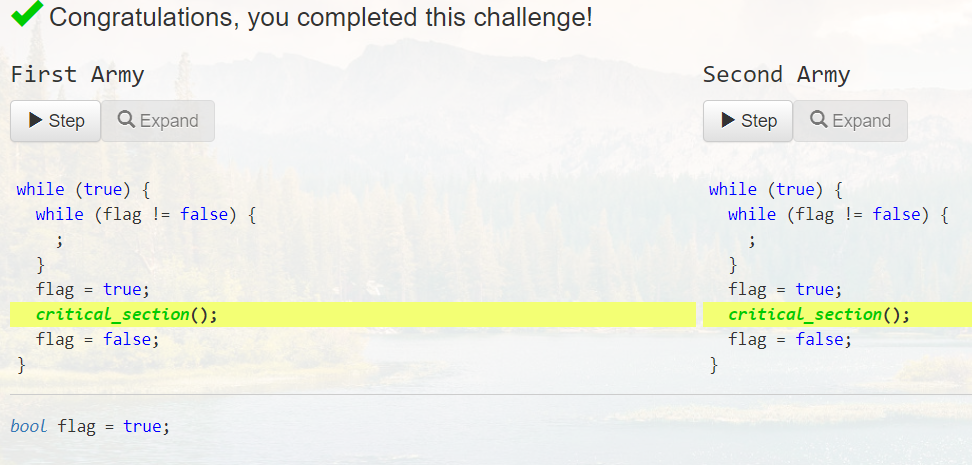 Congratulations, you completed this challenge!
First Army
Step Expand
while (true) {
  while (flag != false) {
    ;
  }
  flag = true;
  critical_section();
  flag = false;
}
Second Army
Step Expand
while (true) {
  while (flag != false) {
    ;
  }
  flag = true;
  critical_section();
  flag = false;
}
bool flag = true;